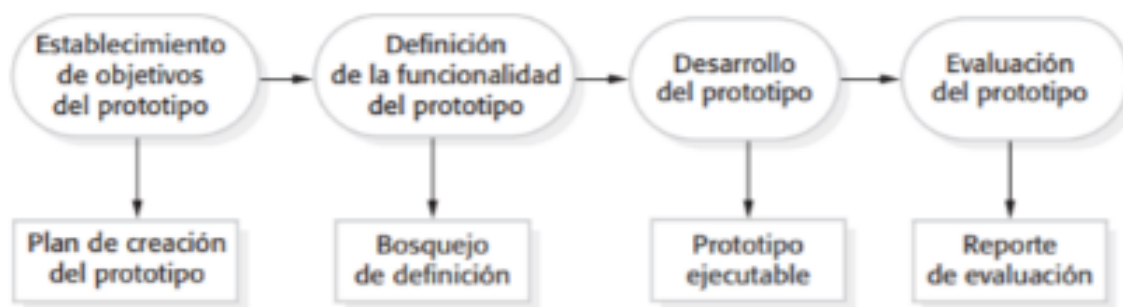 Establecimiento
de objetivos
del prototipo
Definición
de la funcionalidad
del prototipo
Desarrollo
del prototipo
Evaluación
del prototipo
Plan de creación
del prototipo
Bosquejo
de definición
Prototipo
ejecutable
Reporte
de evaluación